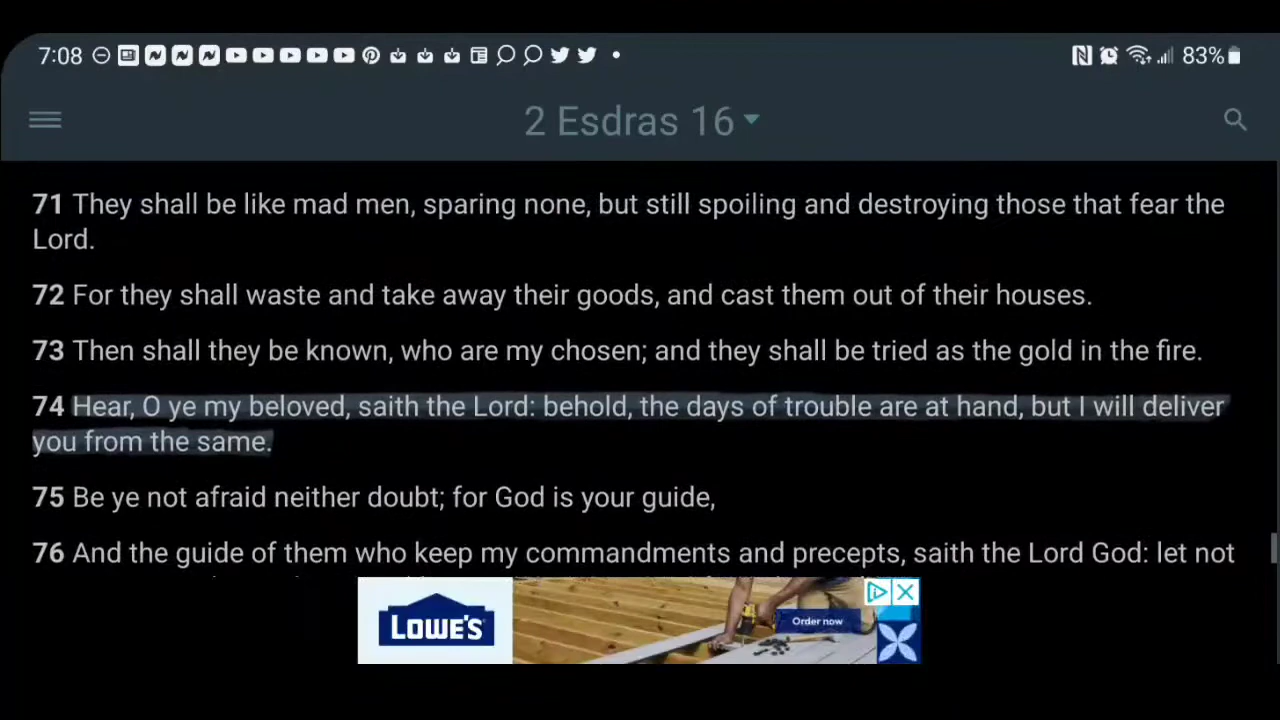 7:08 83%
2 Esdras 16
71 They shall be like mad men, sparing none, but still spoiling and destroying those that fear the
Lord.
72 For they shall waste and take away their goods, and cast them out of their houses.
73 Then shall they be known, who are my chosen; and they shall be tried as the gold in the fire.
74 Hear, O ye my beloved, saith the Lord: behold, the days of trouble are at hand, but I will deliver
you from the same.
75 Be ye not afraid neither doubt; for God is your guide,
76 And the guide of them who keep my commandments and precepts, saith the Lord God: let not
LOWE'S
Order now